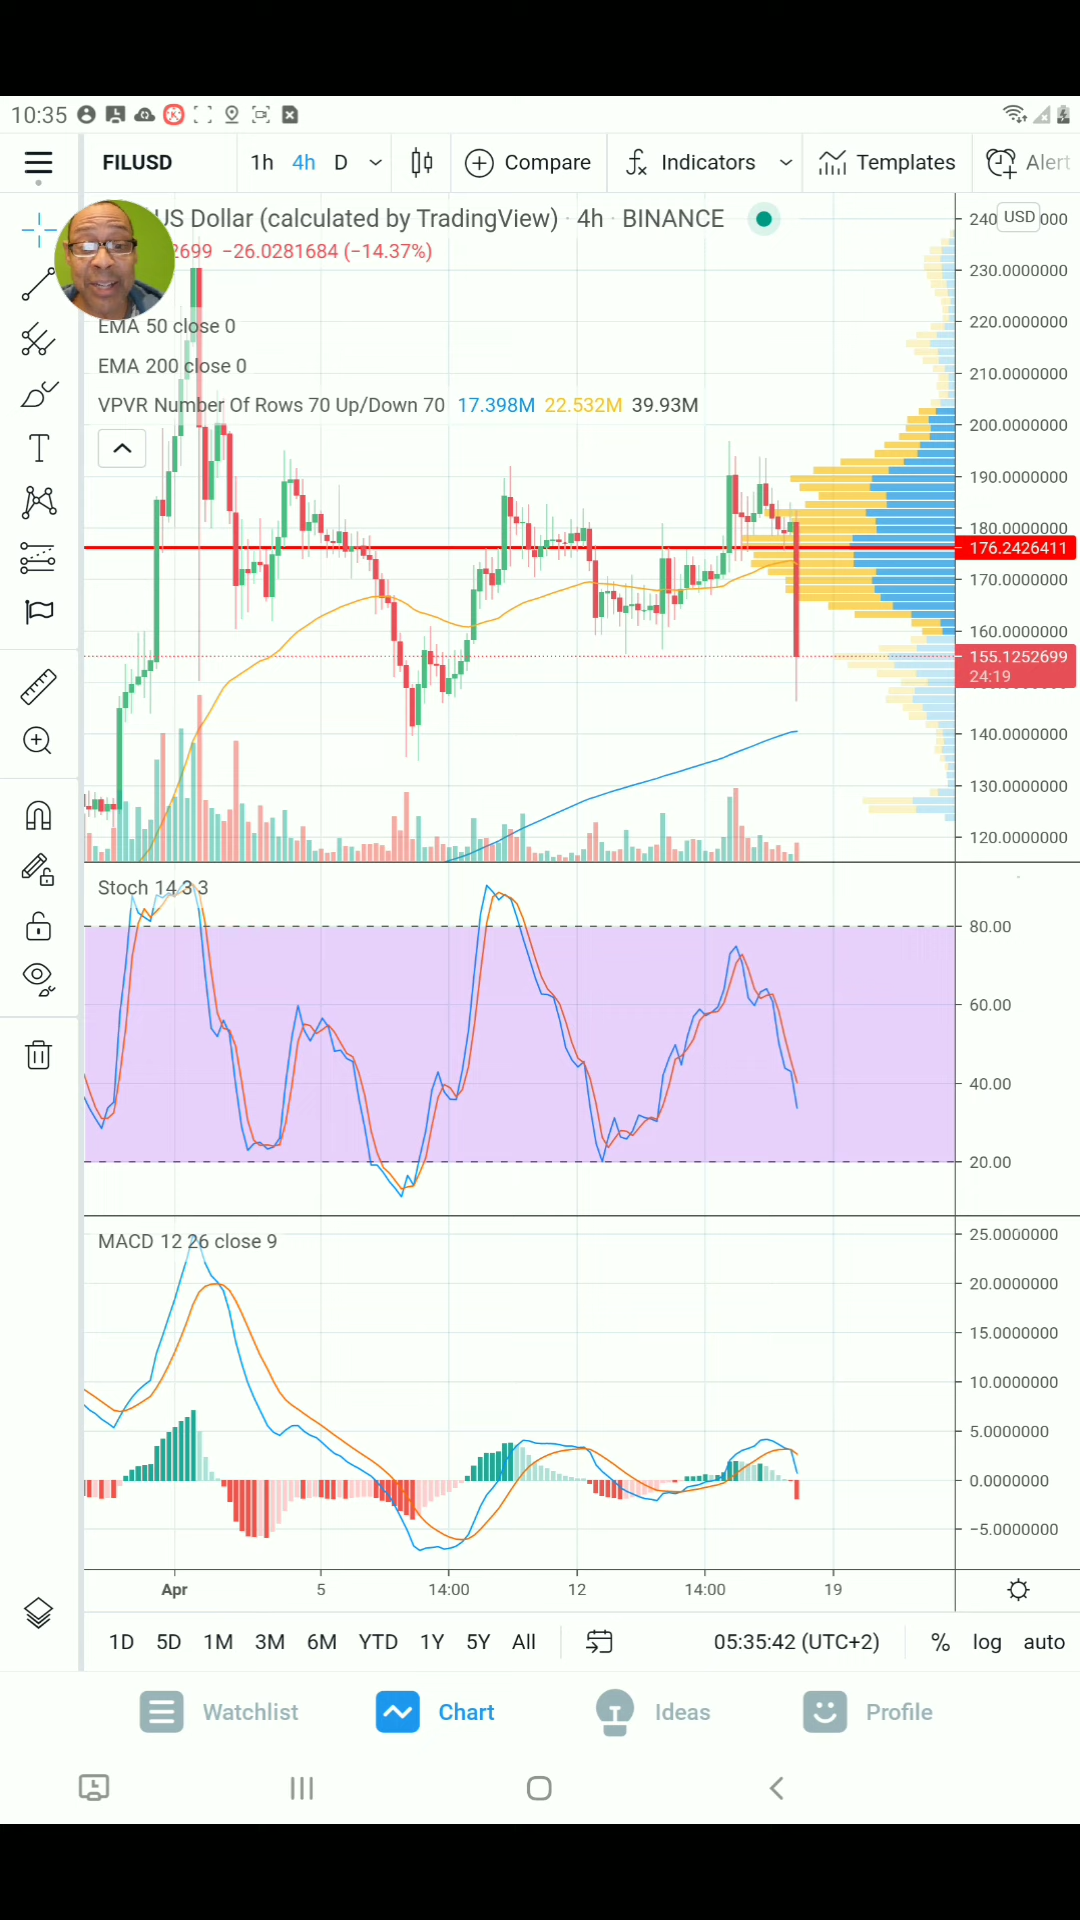 10:35
FILUSD 1h 4h D Compare Indicators Templates Alert
US Dollar (calculated by TradingView) · 4h · BINANCE
2699 −26.0281684 (−14.37%)
EMA 50 close 0
EMA 200 close 0
VPVR Number Of Rows 70 Up/Down 70 17.398M 22.532M 39.93M
240 USD 000
230.0000000
220.0000000
210.0000000
200.0000000
190.0000000
180.0000000
176.2426411
170.0000000
160.0000000
155.1252699
24:19
140.0000000
130.0000000
120.0000000
Stoch 14 3 3
80.00
60.00
40.00
20.00
MACD 12 26 close 9
25.0000000
20.0000000
15.0000000
10.0000000
5.0000000
0.0000000
−5.0000000
Apr 5 14:00 12 14:00 19
1D 5D 1M 3M 6M YTD 1Y 5Y All 05:35:42 (UTC+2) % log auto
Watchlist Chart Ideas Profile